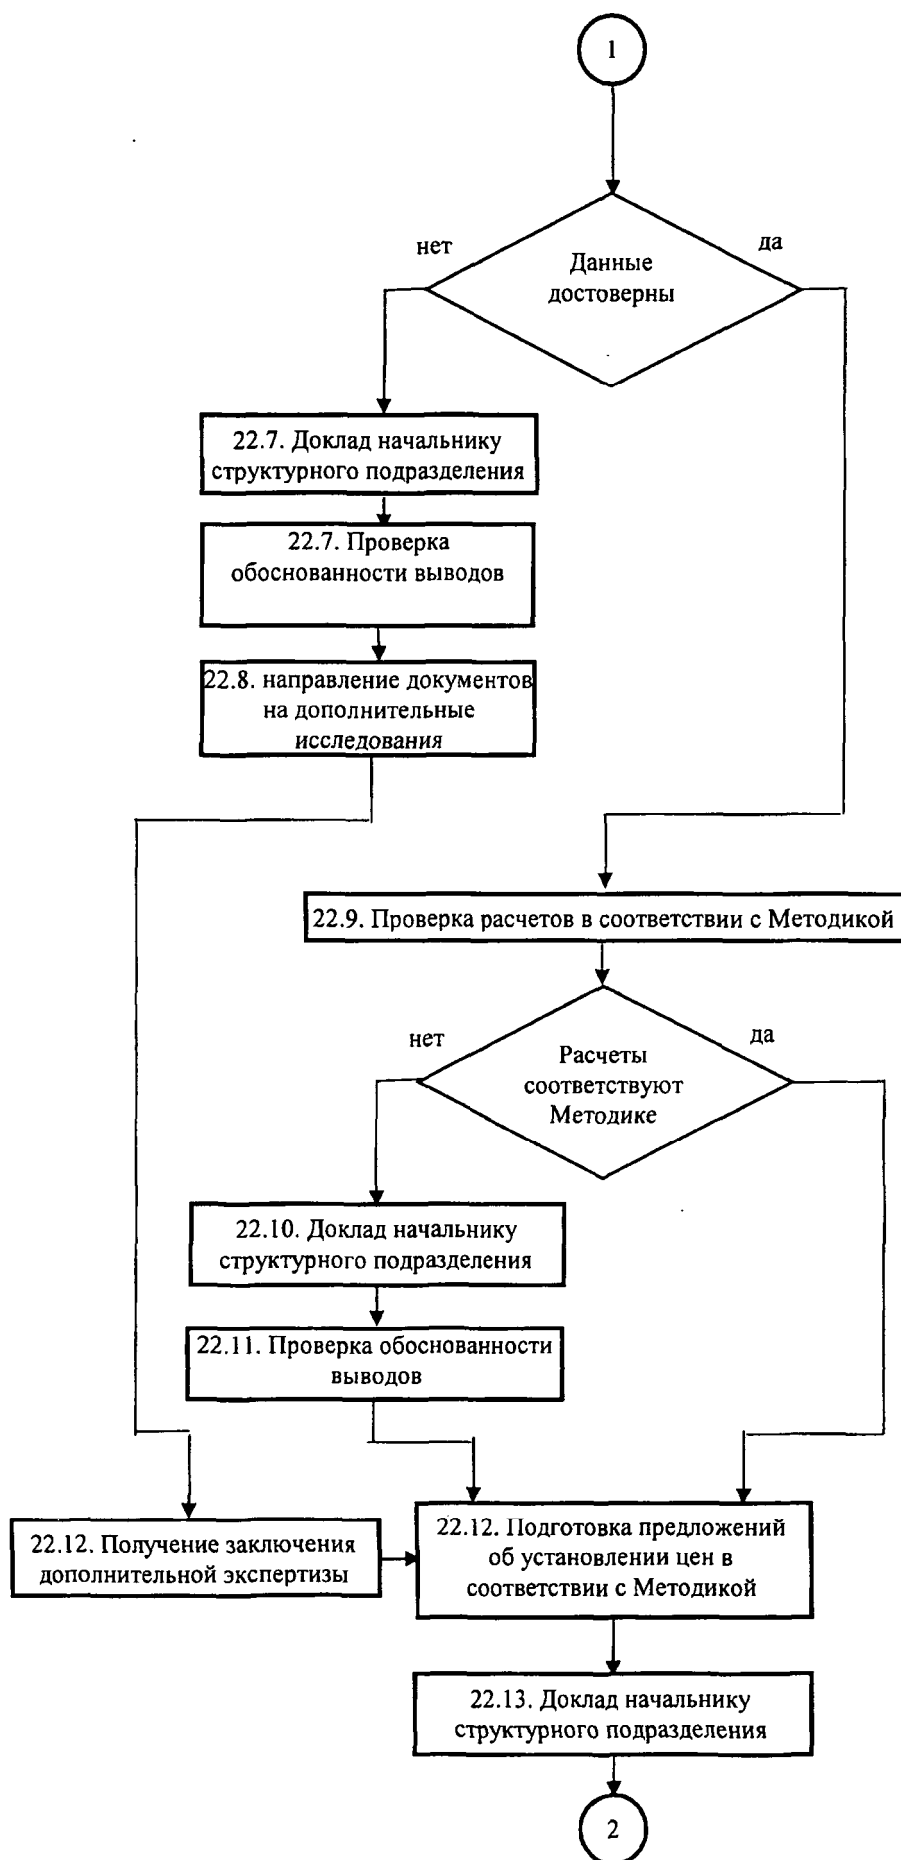 1
нет
да
Данные
достоверны
22.7. Доклад начальнику
структурного подразделения
22.7. Проверка
обоснованности выводов
22.8. направление документов
на дополнительные
исследования
22.9. Проверка расчетов в соответствии с Методикой
нет
да
Расчеты
соответствуют
Методике
22.10. Доклад начальнику
структурного подразделения
22.11. Проверка обоснованности
выводов
22.12. Получение заключения
дополнительной экспертизы
22.12. Подготовка предложений
об установлении цен в
соответствии с Методикой
22.13. Доклад начальнику
структурного подразделения
2